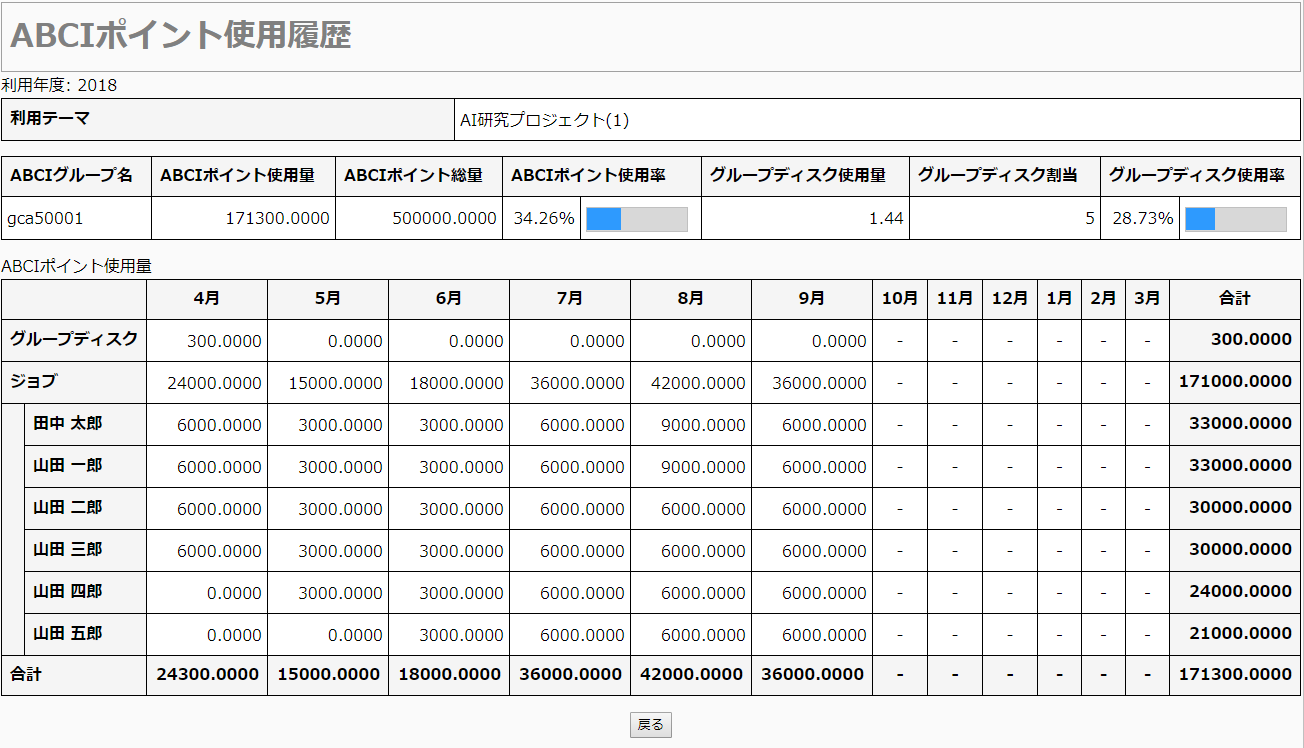 ABCIポイント使用履歴
利用年度: 2018
利用テーマ AI研究プロジェクト(1)
ABCIグループ名 ABCIポイント使用量 ABCIポイント総量 ABCIポイント使用率 グループディスク使用量 グループディスク割当 グループディスク使用率
gca50001 171300.0000 500000.0000 34.26% 1.44 5 28.73%
ABCIポイント使用量
4月 5月 6月 7月 8月 9月 10月 11月 12月 1月 2月 3月 合計
グループディスク 300.0000 0.0000 0.0000 0.0000 0.0000 0.0000 - - - - - - 300.0000
ジョブ 24000.0000 15000.0000 18000.0000 36000.0000 42000.0000 36000.0000 - - - - - - 171000.0000
田中 太郎 6000.0000 3000.0000 3000.0000 6000.0000 9000.0000 6000.0000 - - - - - - 33000.0000
山田 一郎 6000.0000 3000.0000 3000.0000 6000.0000 9000.0000 6000.0000 - - - - - - 33000.0000
山田 二郎 6000.0000 3000.0000 3000.0000 6000.0000 6000.0000 6000.0000 - - - - - - 30000.0000
山田 三郎 6000.0000 3000.0000 3000.0000 6000.0000 6000.0000 6000.0000 - - - - - - 30000.0000
山田 四郎 0.0000 3000.0000 3000.0000 6000.0000 6000.0000 6000.0000 - - - - - - 24000.0000
山田 五郎 0.0000 0.0000 3000.0000 6000.0000 6000.0000 6000.0000 - - - - - - 21000.0000
合計 24300.0000 15000.0000 18000.0000 36000.0000 42000.0000 36000.0000 - - - - - - 171300.0000
戻る